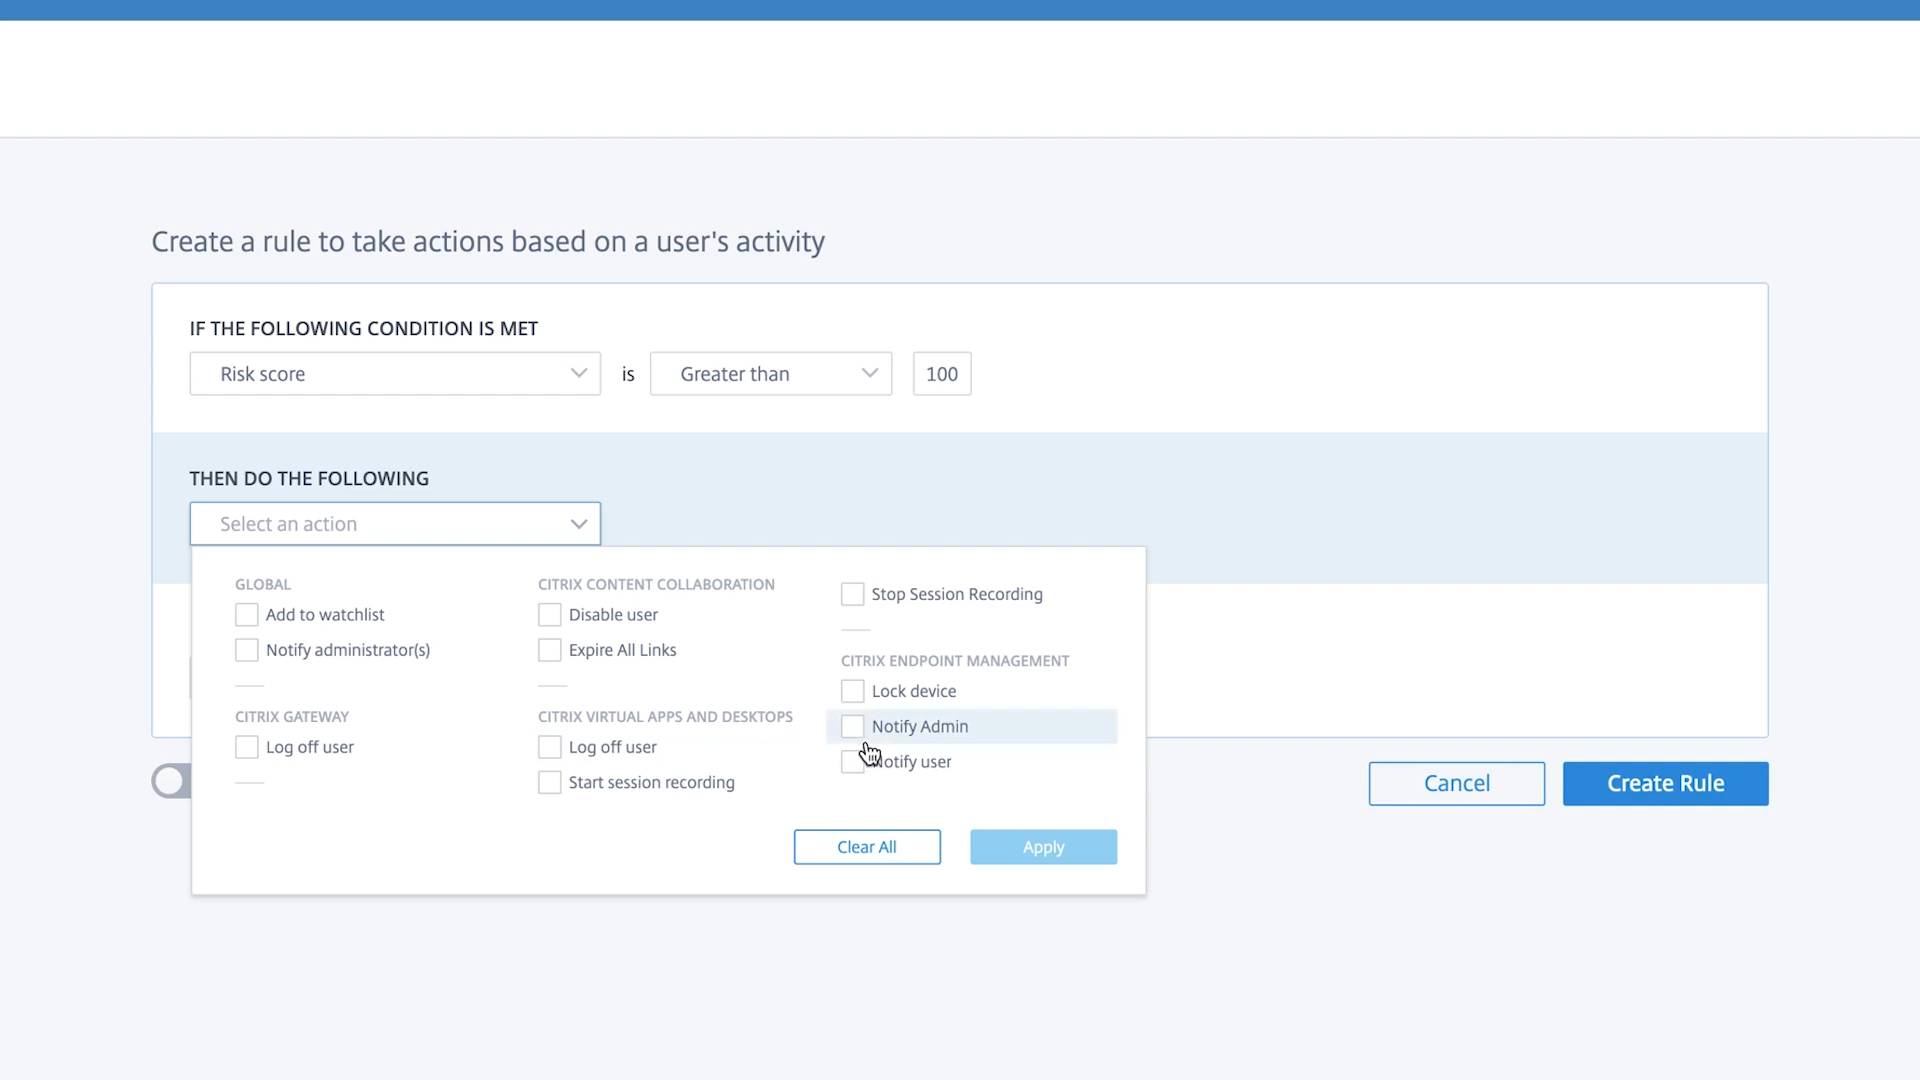 Create a rule to take actions based on a user's activity
IF THE FOLLOWING CONDITION IS MET
Risk score is Greater than 100
THEN DO THE FOLLOWING
Select an action
GLOBAL
Add to watchlist
Notify administrator(s)
CITRIX GATEWAY
Log off user
CITRIX CONTENT COLLABORATION
Disable user
Expire All Links
CITRIX VIRTUAL APPS AND DESKTOPS
Log off user
Start session recording
Stop Session Recording
CITRIX ENDPOINT MANAGEMENT
Lock device
Notify Admin
Notify user
Clear All
Apply
Cancel
Create Rule